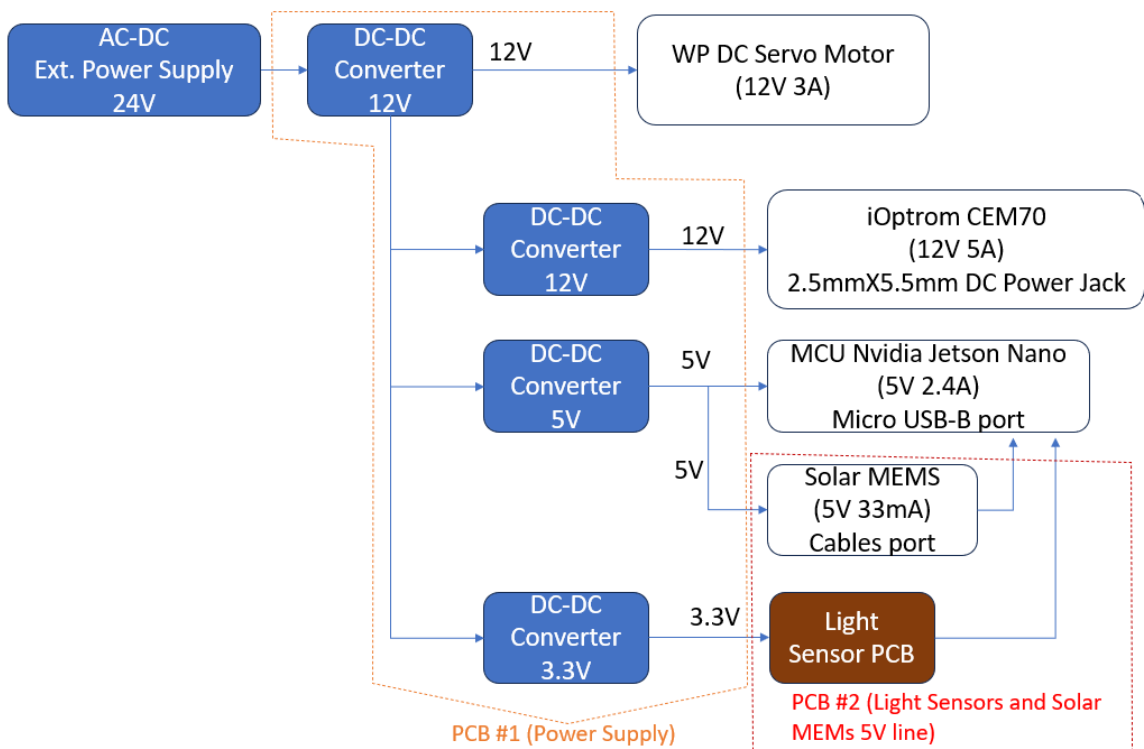 AC-DC
Ext. Power Supply
24V
DC-DC
Converter
12V
12V
WP DC Servo Motor
(12V 3A)
DC-DC
Converter
12V
12V
iOptrom CEM70
(12V 5A)
2.5mmX5.5mm DC Power Jack
DC-DC
Converter
5V
5V
MCU Nvidia Jetson Nano
(5V 2.4A)
Micro USB-B port
5V
Solar MEMS
(5V 33mA)
Cables port
DC-DC
Converter
3.3V
3.3V
Light
Sensor PCB
PCB #1 (Power Supply)
PCB #2 (Light Sensors and Solar
MEMs 5V line)